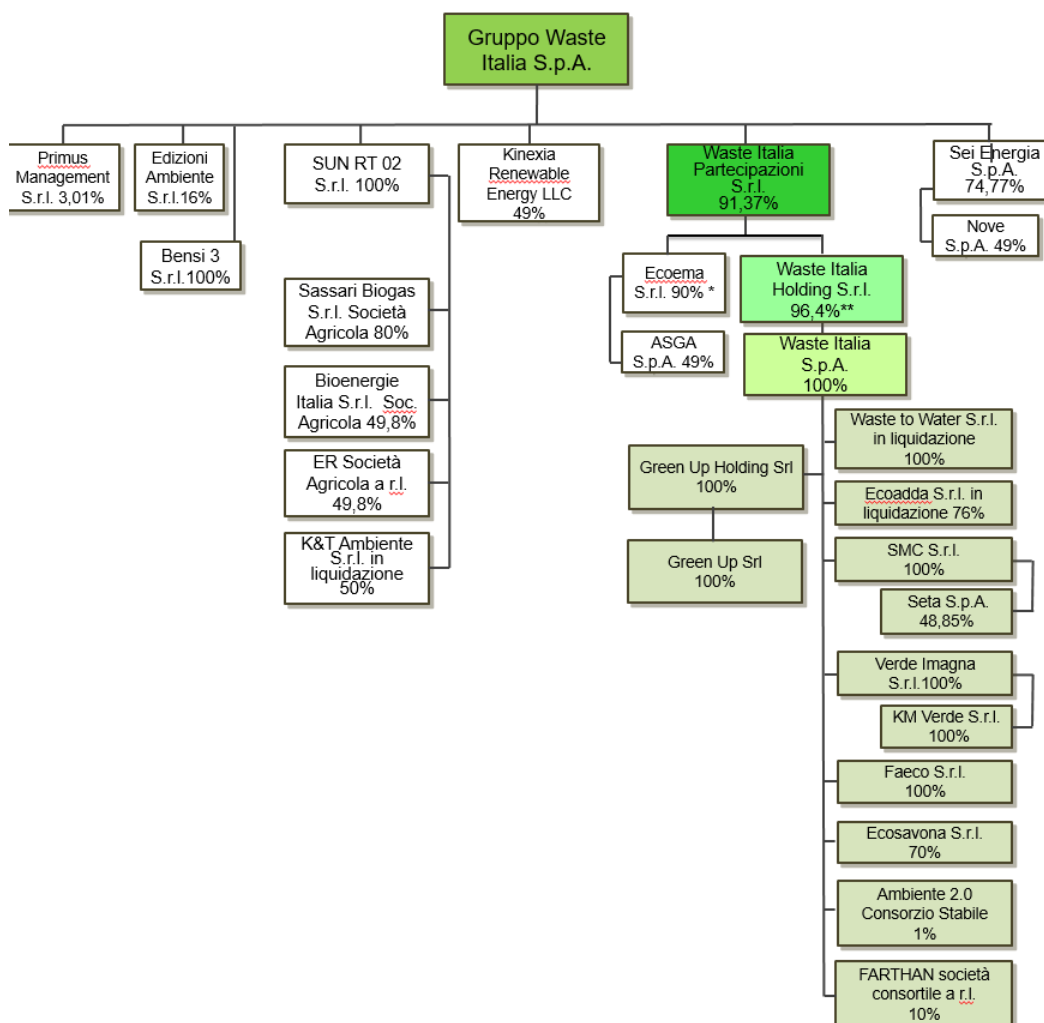 Gruppo Waste
Italia S.p.A.
Primus
Management
S.r.l. 3,01%
Edizioni
Ambiente
S.r.l.16%
Bensi 3
S.r.l.100%
SUN RT 02
S.r.l. 100%
Kinexia
Renewable
Energy LLC
49%
Waste Italia
Partecipazioni
S.r.l.
91,37%
Sei Energia
S.p.A.
74,77%
Nove
S.p.A. 49%
Sassari Biogas
S.r.l. Società
Agricola 80%
Bioenergie
Italia S.r.l. Soc.
Agricola 49,8%
ER Società
Agricola a r.l.
49,8%
K&T Ambiente
S.r.l. in
liquidazione
50%
Ecoema
S.r.l. 90% *
ASGA
S.p.A. 49%
Waste Italia
Holding S.r.l.
96,4%**
Waste Italia
S.p.A.
100%
Green Up Holding Srl
100%
Green Up Srl
100%
Waste to Water S.r.l.
in liquidazione
100%
Ecoadda S.r.l. in
liquidazione 76%
SMC S.r.l.
100%
Seta S.p.A.
48,85%
Verde Imagna
S.r.l.100%
KM Verde S.r.l.
100%
Faeco S.r.l.
100%
Ecosavona S.r.l.
70%
Ambiente 2.0
Consorzio Stabile
1%
FARTHAN società
consortile a r.l.
10%